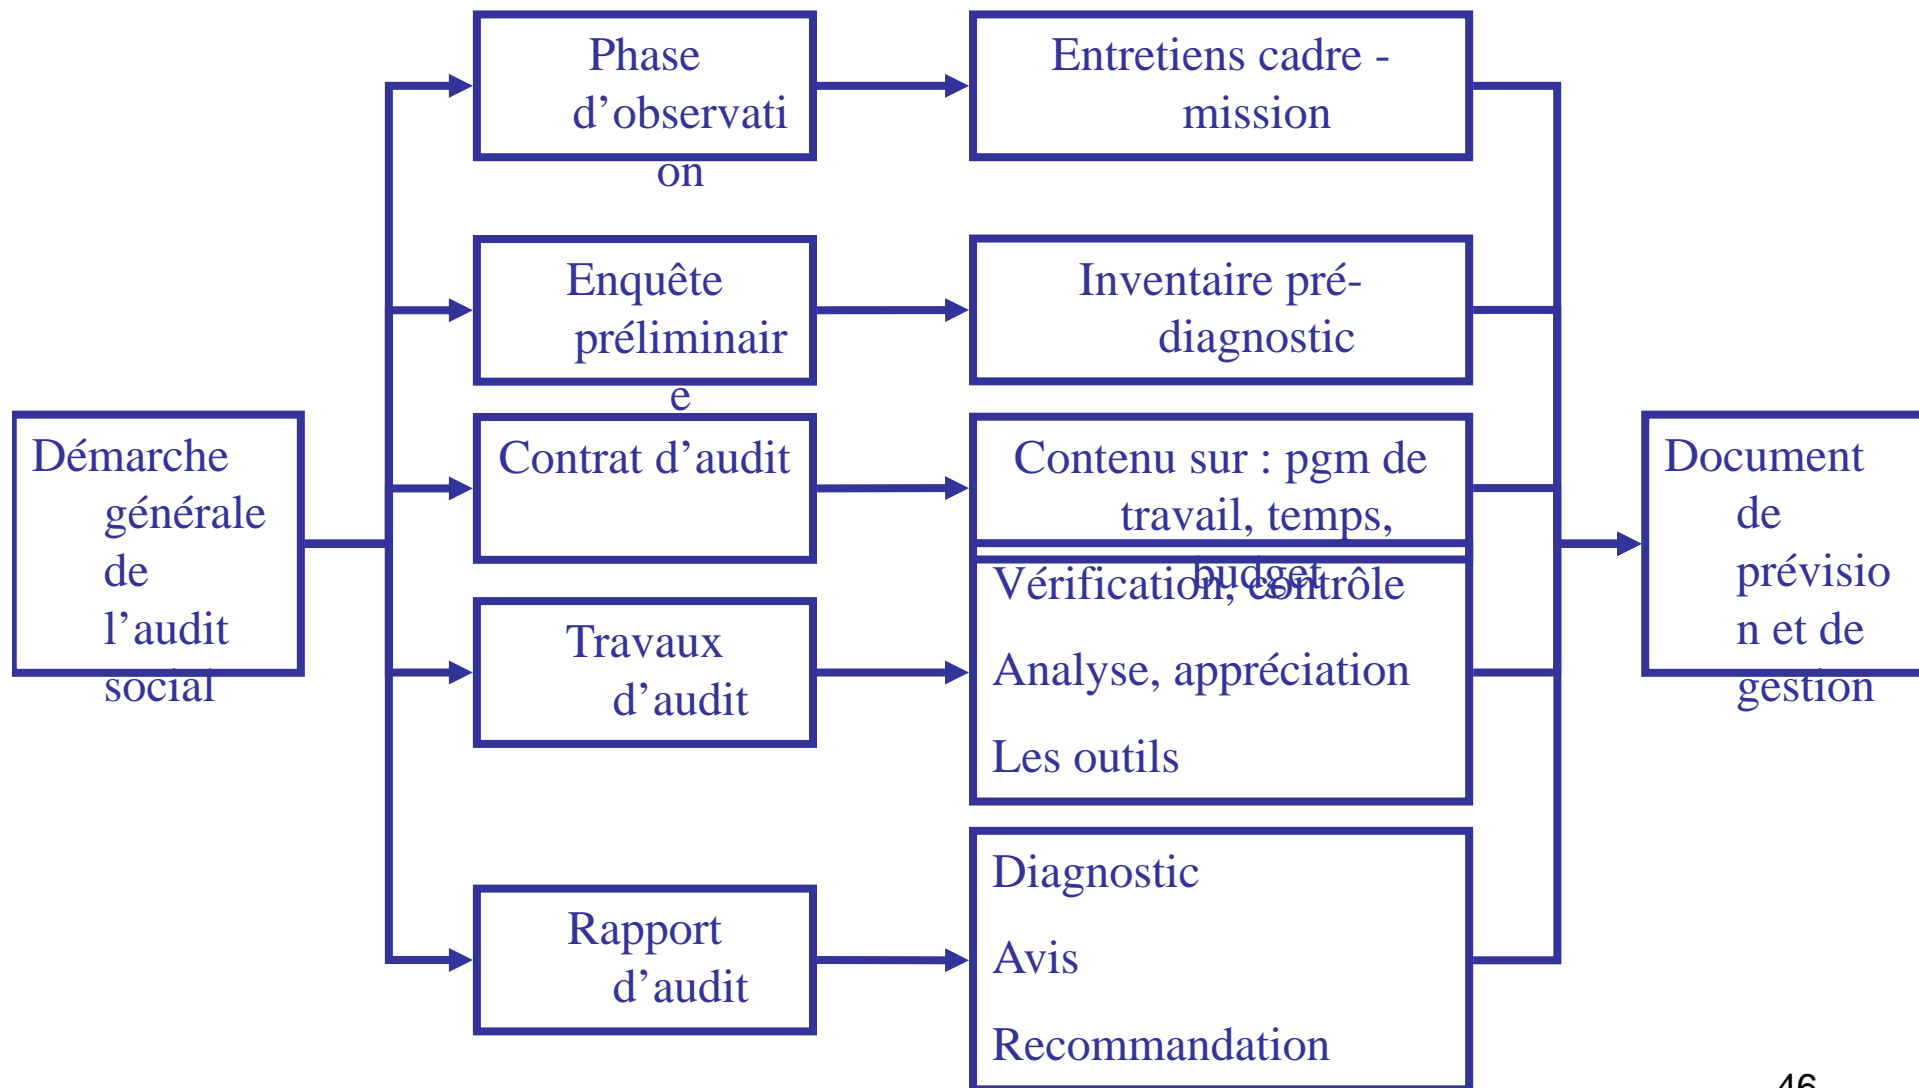 Démarche
générale
de
l’audit
social
Phase
d’observati
on
Entretiens cadre -
mission
Enquête
préliminair
e
Inventaire pré-
diagnostic
Contrat d’audit
Contenu sur : pgm de
travail, temps,
budget
Travaux
d’audit
Vérification, contrôle
Analyse, appréciation
Les outils
Rapport
d’audit
Diagnostic
Avis
Recommandation
Document
de
prévisio
n et de
gestion
46